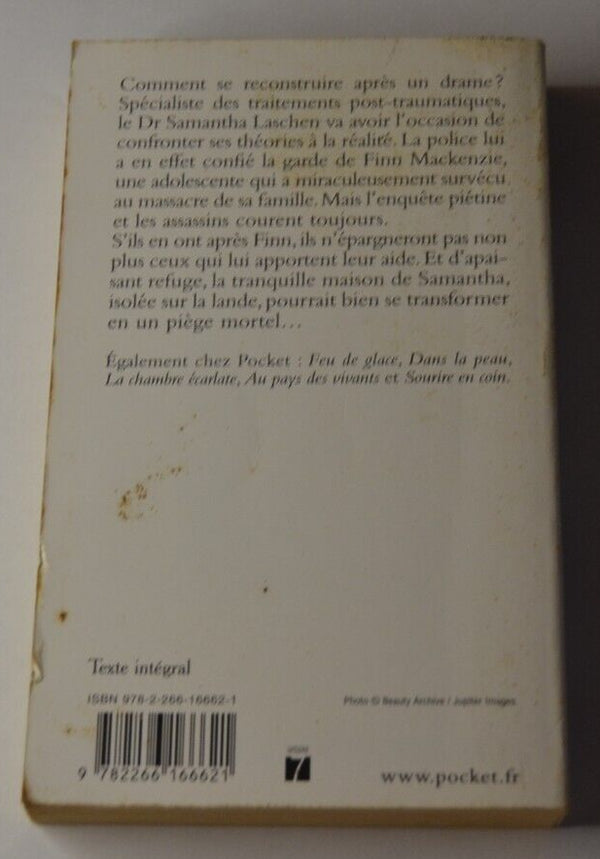 Comment se reconstruire après un drame ?
Spécialiste des traitements post-traumatiques,
le Dr Samantha Laschen va avoir l'occasion de
confronter ses théories à la réalité. La police lui
a en effet confié la garde de Finn Mackenzie,
une adolescente qui a miraculeusement survécu
au massacre de sa famille. Mais l'enquête piétine
et les assassins courent toujours.
S'ils en ont après Finn, ils n'épargneront pas non
plus ceux qui lui apportent leur aide. Et d'apai-
sant refuge, la tranquille maison de Samantha,
isolée sur la lande, pourrait bien se transformer
en un piège mortel...
Également chez Pocket : Feu de glace, Dans la peau,
La chambre écarlate, Au pays des vivants et Sourire en coin.
Texte intégral
ISBN 978-2-266-16662-1
Photo © Beauty Archive / Jupiter Images
9 782266 166621
7
www.pocket.fr